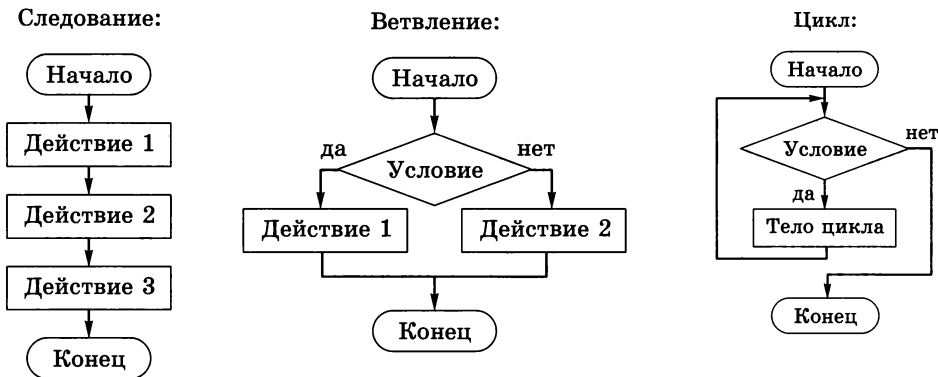 Следование:
Начало
Действие 1
Действие 2
Действие 3
Конец
Ветвление:
Начало
да
Условие
нет
Действие 1
Действие 2
Конец
Цикл:
Начало
Условие
нет
да
Тело цикла
Конец